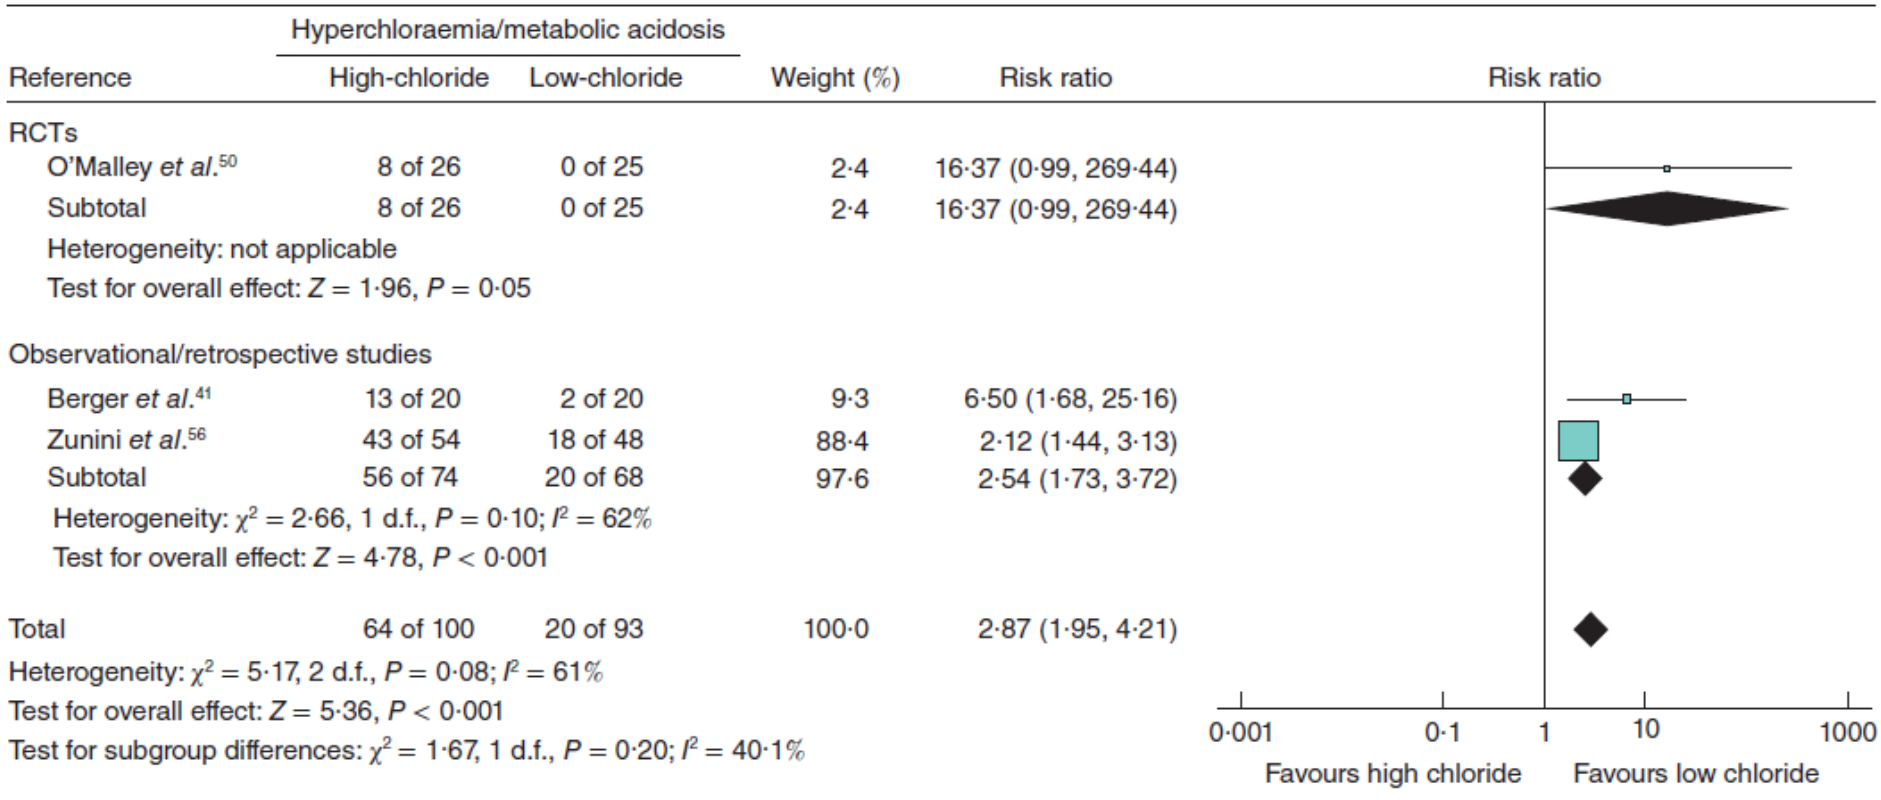 Hyperchloraemia/metabolic acidosis
Reference High-chloride Low-chloride Weight (%) Risk ratio Risk ratio
RCTs
O’Malley et al.50 8 of 26 0 of 25 2·4 16·37 (0·99, 269·44)
Subtotal 8 of 26 0 of 25 2·4 16·37 (0·99, 269·44)
Heterogeneity: not applicable
Test for overall effect: Z = 1·96, P = 0·05
Observational/retrospective studies
Berger et al.41 13 of 20 2 of 20 9·3 6·50 (1·68, 25·16)
Zunini et al.56 43 of 54 18 of 48 88·4 2·12 (1·44, 3·13)
Subtotal 56 of 74 20 of 68 97·6 2·54 (1·73, 3·72)
Heterogeneity: χ² = 2·66, 1 d.f., P = 0·10; I² = 62%
Test for overall effect: Z = 4·78, P < 0·001
Total 64 of 100 20 of 93 100·0 2·87 (1·95, 4·21)
Heterogeneity: χ² = 5·17, 2 d.f., P = 0·08; I² = 61%
Test for overall effect: Z = 5·36, P < 0·001
Test for subgroup differences: χ² = 1·67, 1 d.f., P = 0·20; I² = 40·1%
0·001 0·1 1 10 1000
Favours high chloride Favours low chloride